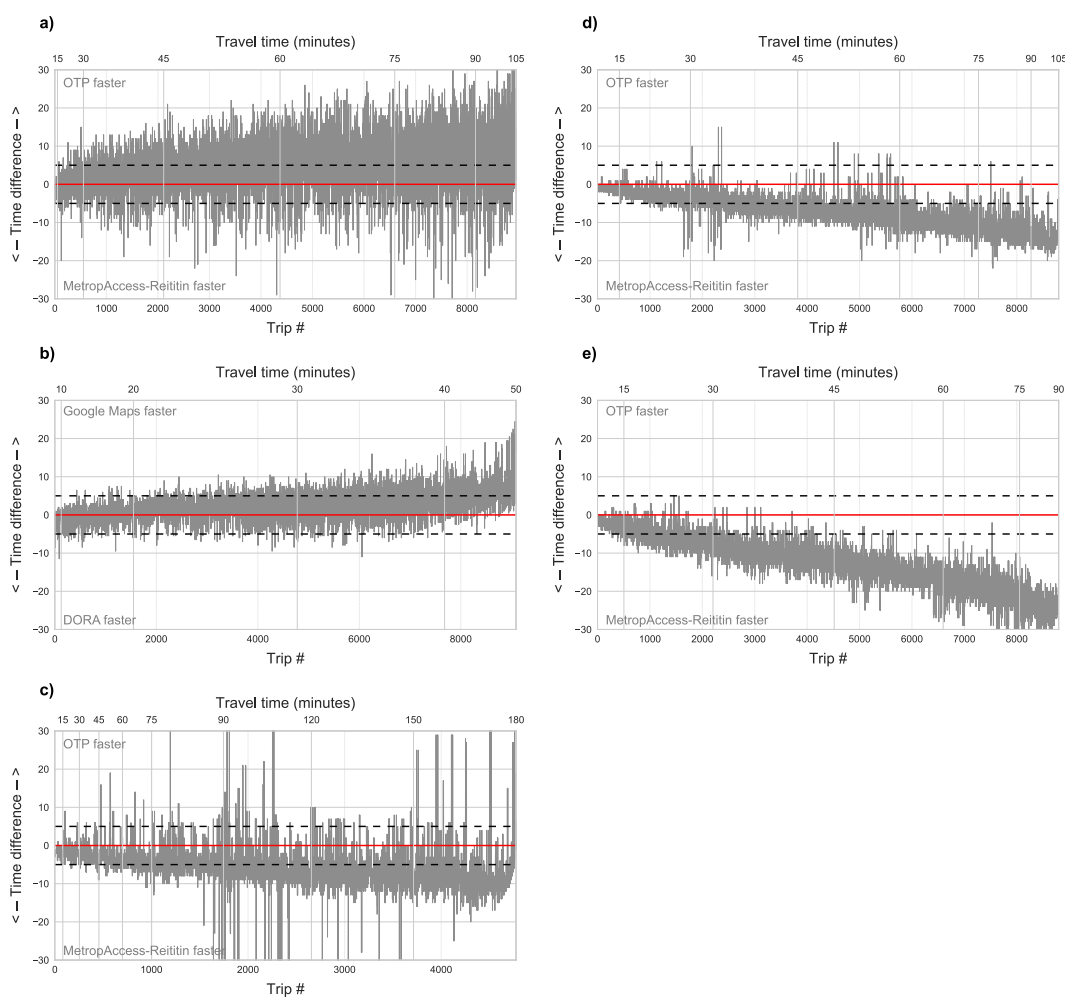 a)
Travel time (minutes)
15 30 45 60 75 90 105
30
20
10
0
−10
−20
−30
<− Time difference −>
OTP faster
MetropAccess-Reititin faster
0 1000 2000 3000 4000 5000 6000 7000 8000
Trip #
d)
Travel time (minutes)
15 30 45 60 75 90 105
30
20
10
0
−10
−20
−30
<− Time difference −>
OTP faster
MetropAccess-Reititin faster
0 1000 2000 3000 4000 5000 6000 7000 8000
Trip #
b)
Travel time (minutes)
10 20 30 40 50
30
20
10
0
−10
−20
−30
<− Time difference −>
Google Maps faster
DORA faster
0 2000 4000 6000 8000
Trip #
e)
Travel time (minutes)
15 30 45 60 75 90
30
20
10
0
−10
−20
−30
<− Time difference −>
OTP faster
MetropAccess-Reititin faster
0 1000 2000 3000 4000 5000 6000 7000 8000
Trip #
c)
Travel time (minutes)
15 30 45 60 75 90 120 150 180
30
20
10
0
−10
−20
−30
<− Time difference −>
OTP faster
MetropAccess-Reititin faster
0 1000 2000 3000 4000
Trip #